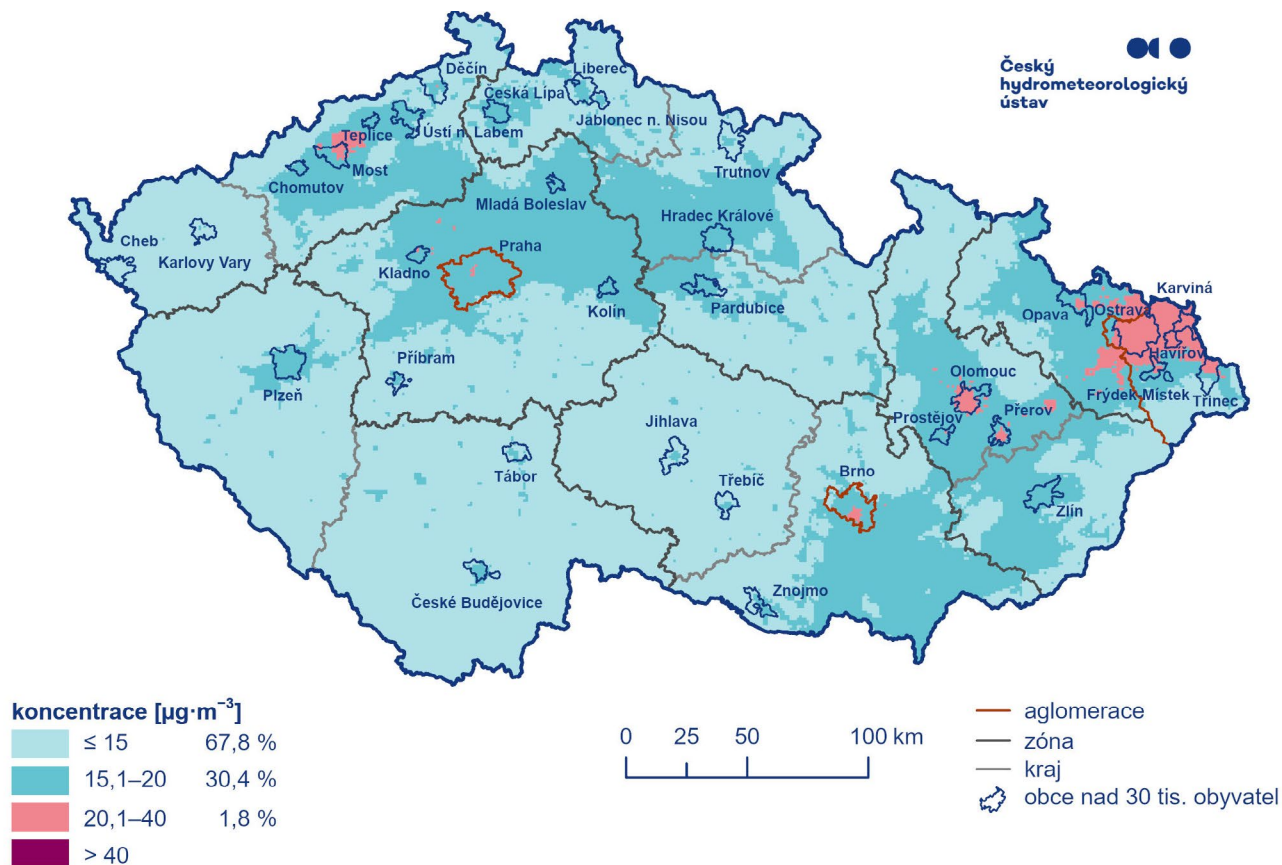 Český
hydrometeorologický
ústav
Děčín
Liberec
Česká Lípa
Jablonec n. Nisou
Teplice
Ústí n. Labem
Most
Chomutov
Trutnov
Mladá Boleslav
Hradec Králové
Cheb
Karlovy Vary
Praha
Kladno
Kolín
Pardubice
Karviná
Opava
Ostrava
Havířov
Příbram
Plzeň
Olomouc
Frýdek-Místek
Třinec
Prostějov
Přerov
Jihlava
Tábor
Třebíč
Brno
Zlín
Znojmo
České Budějovice
koncentrace [µg·m⁻³]
≤ 15 67,8 %
15,1–20 30,4 %
20,1–40 1,8 %
> 40
0 25 50 100 km
aglomerace
zóna
kraj
obce nad 30 tis. obyvatel